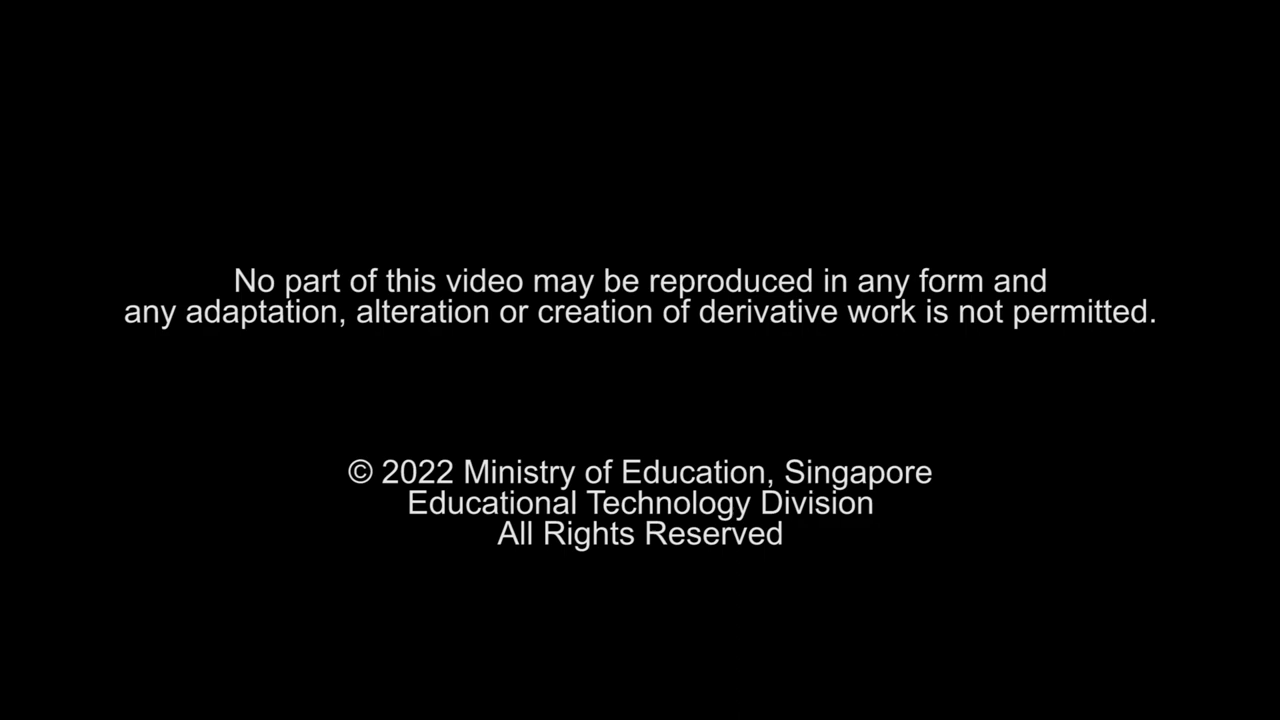 No part of this video may be reproduced in any form and
any adaptation, alteration or creation of derivative work is not permitted.
© 2022 Ministry of Education, Singapore
Educational Technology Division
All Rights Reserved